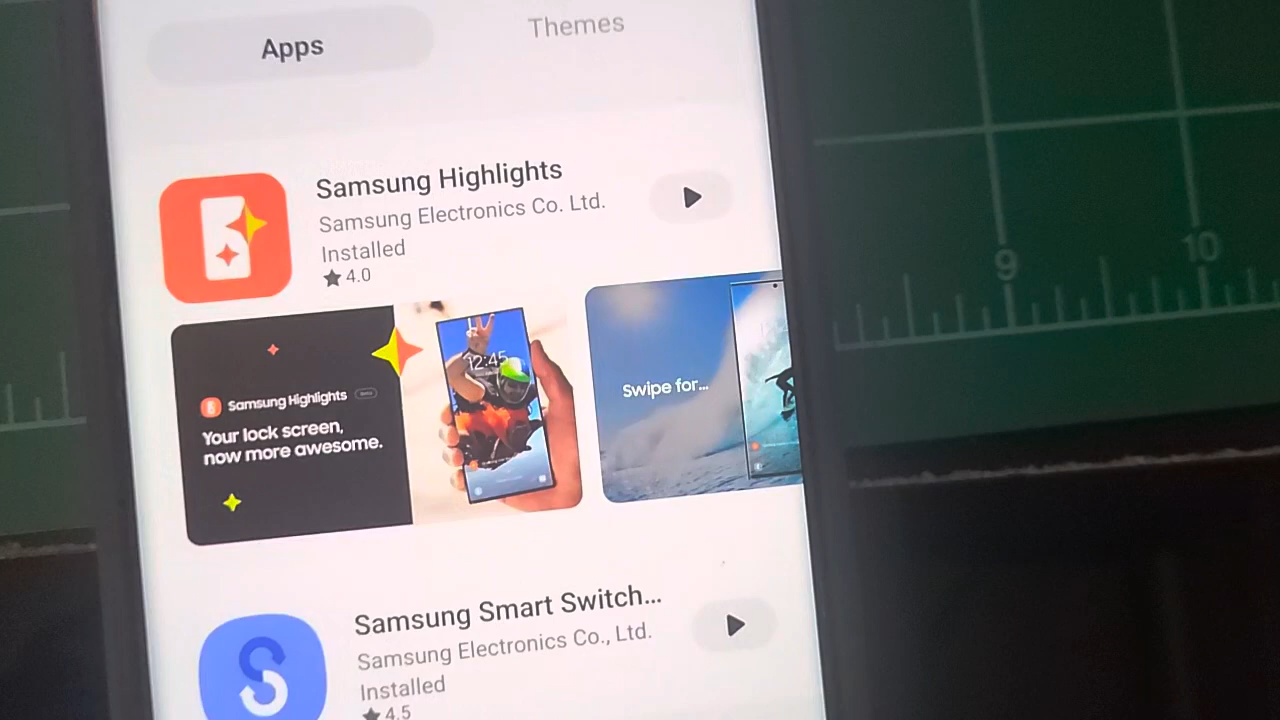 Apps
Themes
Samsung Highlights
Samsung Electronics Co. Ltd.
Installed
4.0
Samsung Highlights
Your lock screen,
now more awesome.
12:45
Swipe for...
Samsung Smart Switch...
Samsung Electronics Co., Ltd.
Installed
4.5
9
10